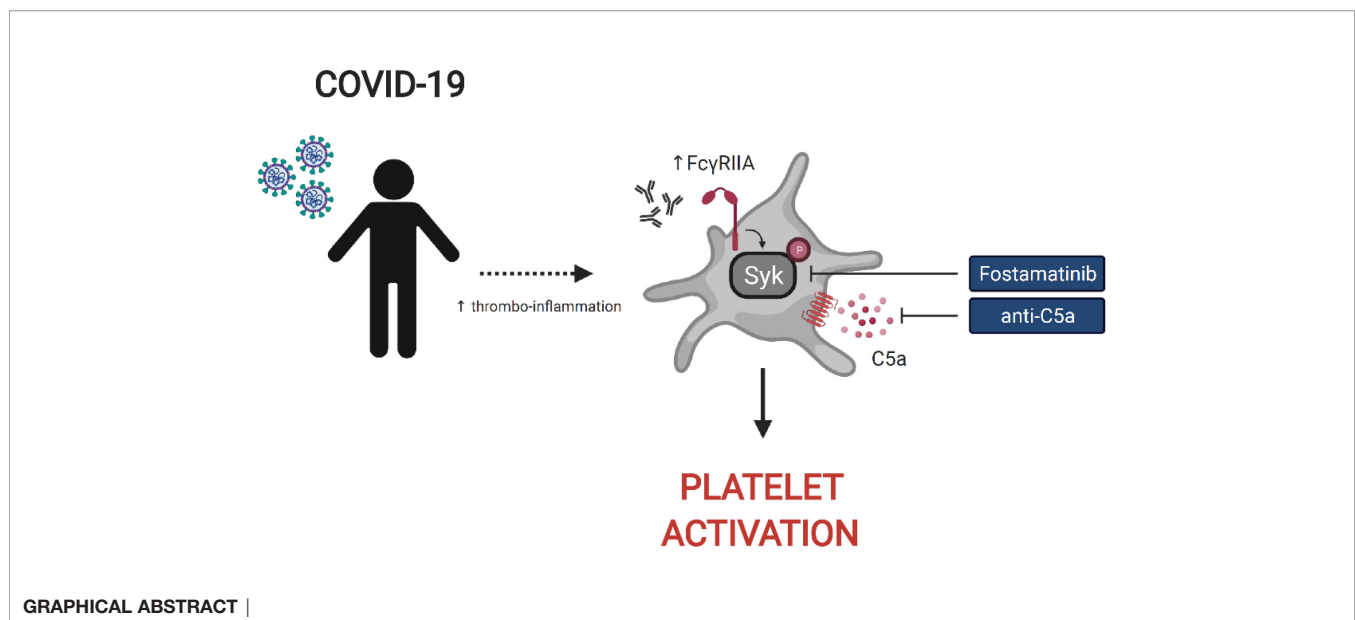 COVID-19
↑ FcγRIIA
P
Syk
Fostamatinib
anti-C5a
↑ thrombo-inflammation
C5a
PLATELET
ACTIVATION
GRAPHICAL ABSTRACT |